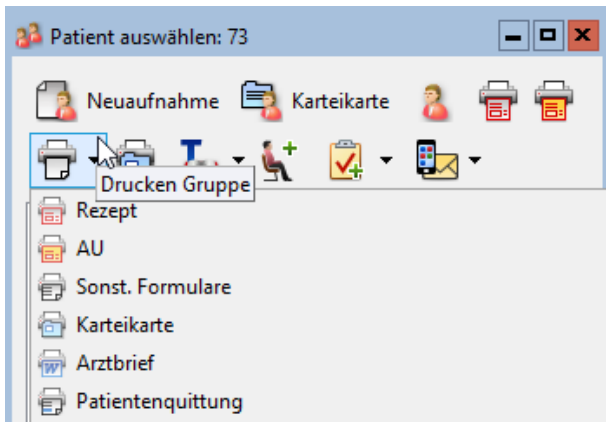 Patient auswählen: 73
Neuaufnahme Karteikarte
Drucken Gruppe
Rezept
AU
Sonst. Formulare
Karteikarte
Arztbrief
Patientenquittung